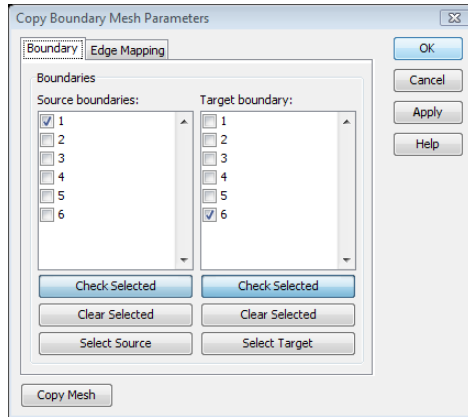 Copy Boundary Mesh Parameters
Boundary Edge Mapping
OK
Cancel
Apply
Help
Boundaries
Source boundaries: Target boundary:
1 1
2 2
3 3
4 4
5 5
6 6
Check Selected Check Selected
Clear Selected Clear Selected
Select Source Select Target
Copy Mesh